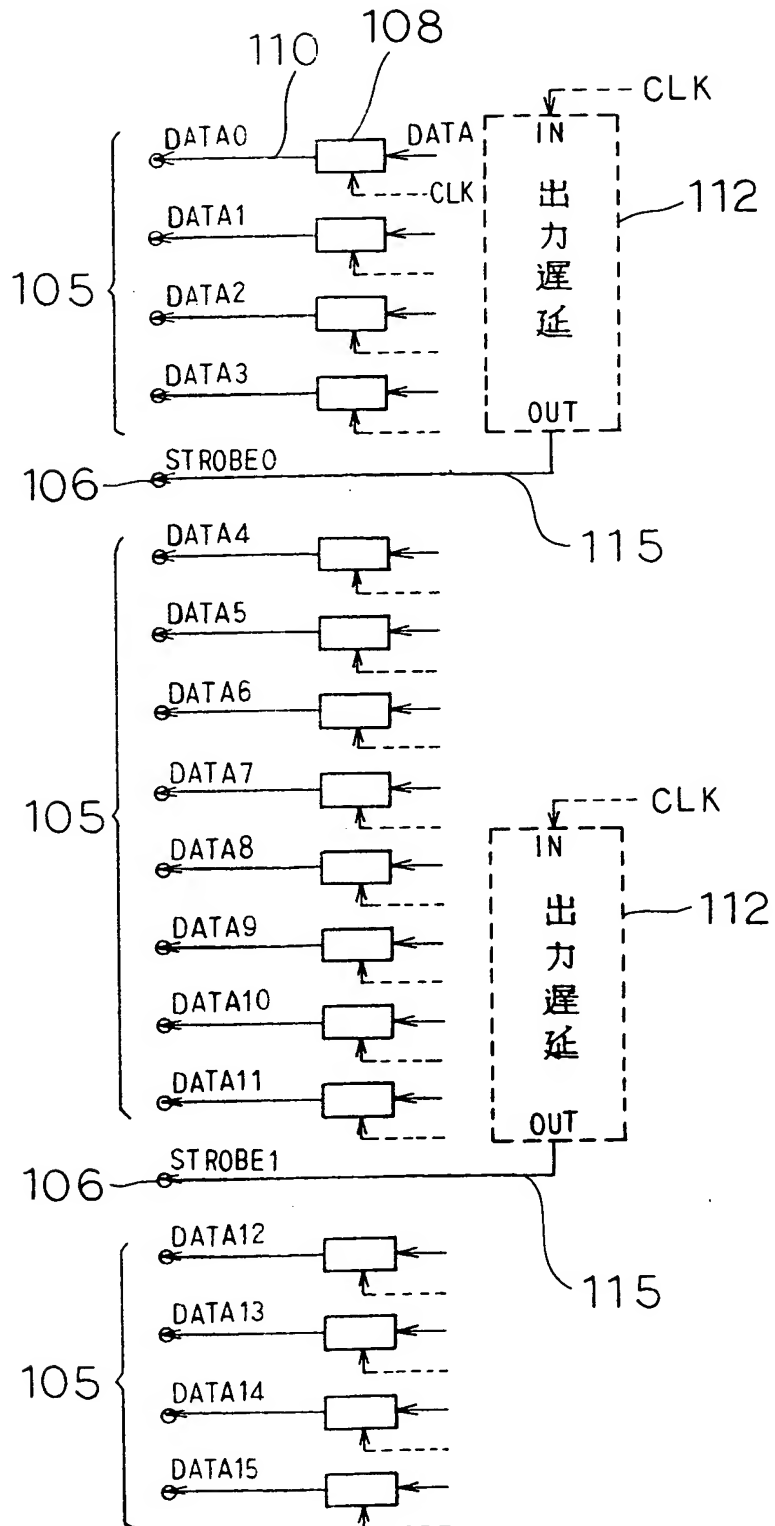 108
110
CLK
DATA0
DATA
IN
CLK
出力遅延
112
DATA1
105
DATA2
DATA3
OUT
STROBE0
106
115
DATA4
DATA5
DATA6
DATA7
CLK
105
DATA8
IN
出力遅延
112
DATA9
DATA10
DATA11
OUT
STROBE1
106
DATA12
115
DATA13
105
DATA14
DATA15